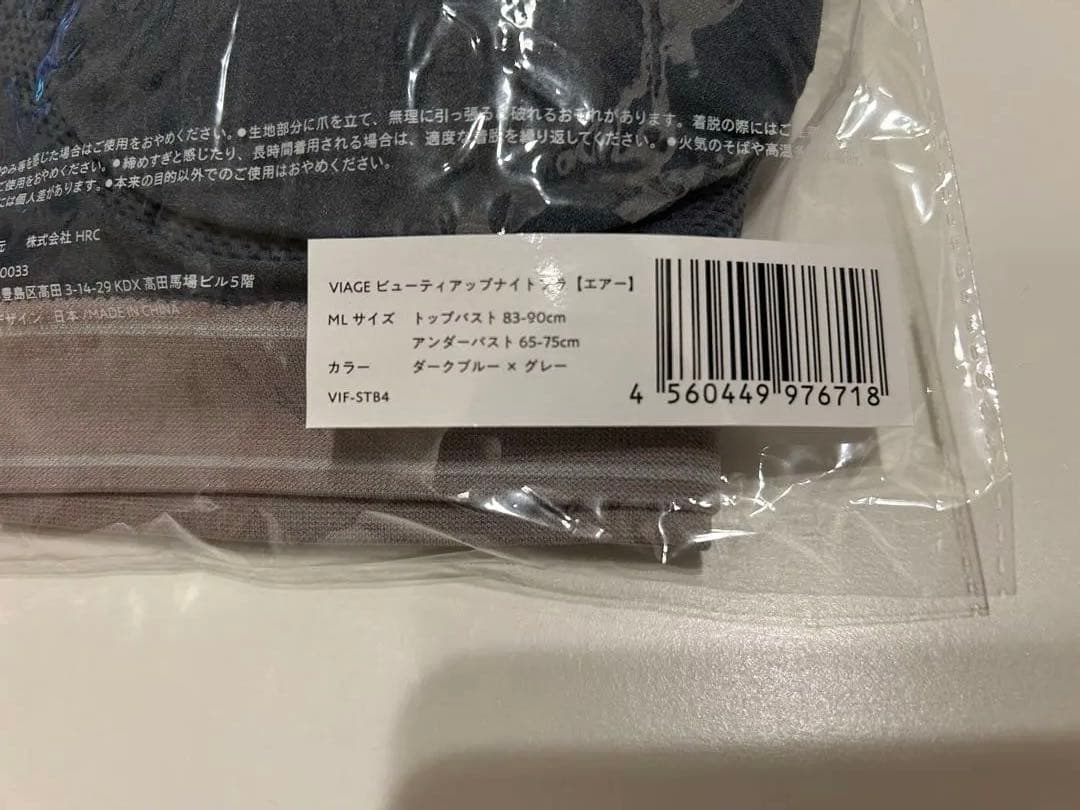 ゆみ等を感じた場合はご使用をおやめください。●生地部分に爪を立て、無理に引っ張ると破れるおそれがあります。着脱の際にはご
ご使用をおやめください。●締めすぎと感じたり、長時間着用される場合は、適度な着脱を繰り返してください。●火気のそばや高温
には個人差があります。●本来の目的以外でのご使用はおやめください。
元 株式会社 HRC
0033
豊島区高田 3-14-29 KDX 高田馬場ビル 5 階
デザイン 日本 /MADE IN CHINA
VIAGE ビューティアップナイトブラ【エアー】
ML サイズ トップバスト 83-90cm
アンダーバスト 65-75cm
カラー ダークブルー × グレー
VIF-STB4
4 560449 976718